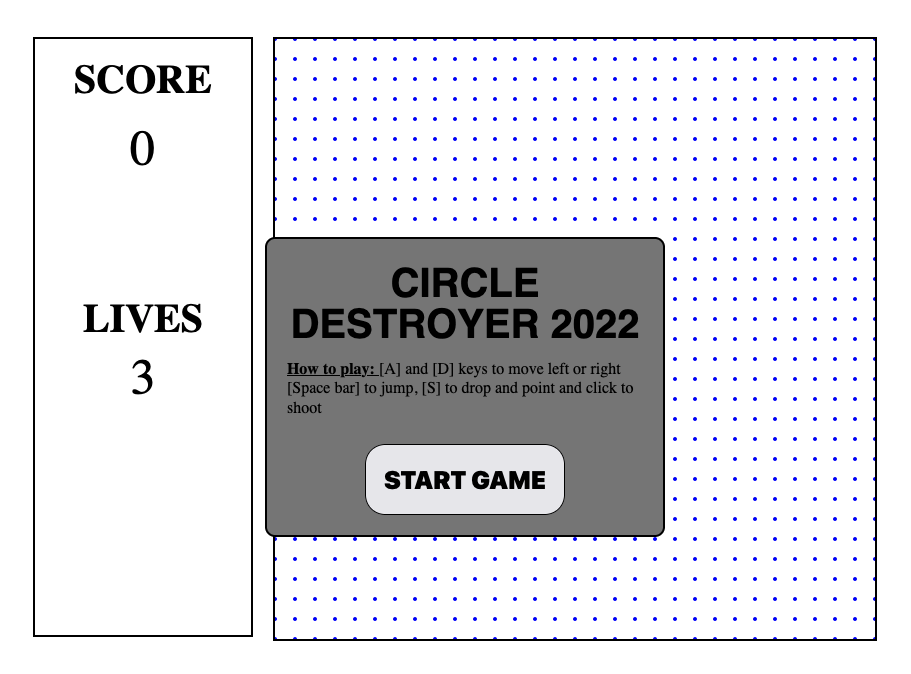 SCORE
0
LIVES
3
CIRCLE
DESTROYER 2022
How to play: [A] and [D] keys to move left or right
[Space bar] to jump, [S] to drop and point and click to
shoot
START GAME